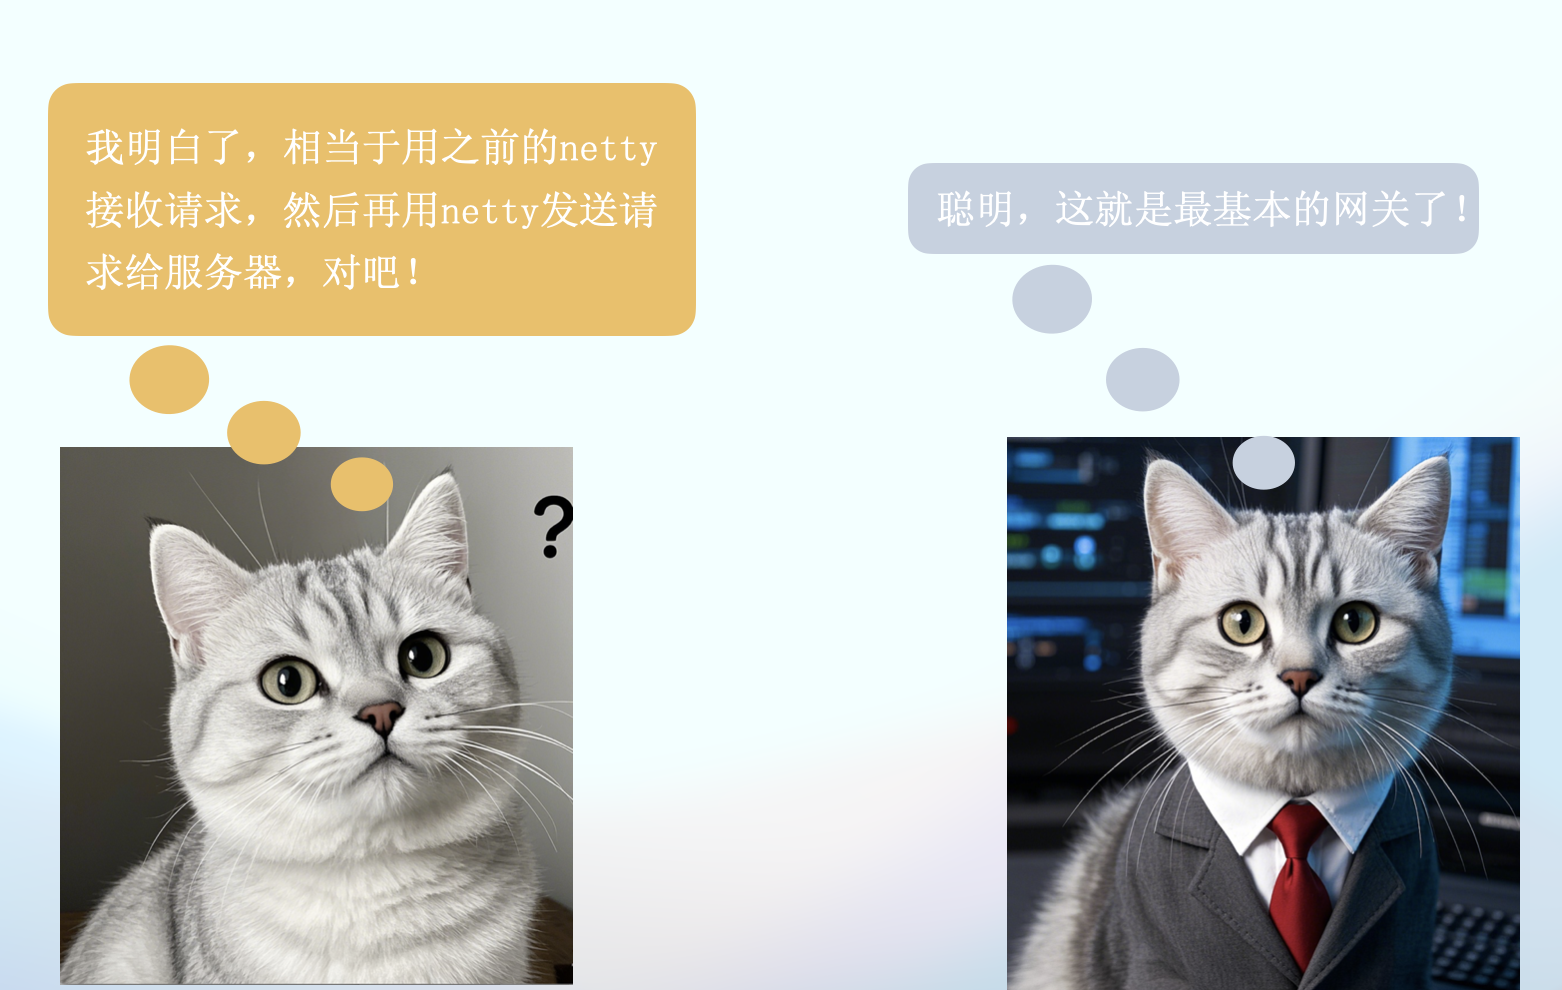 我明白了，相当于用之前的netty
接收请求，然后再用netty发送请
求给服务器，对吧！
聪明，这就是最基本的网关了！
?